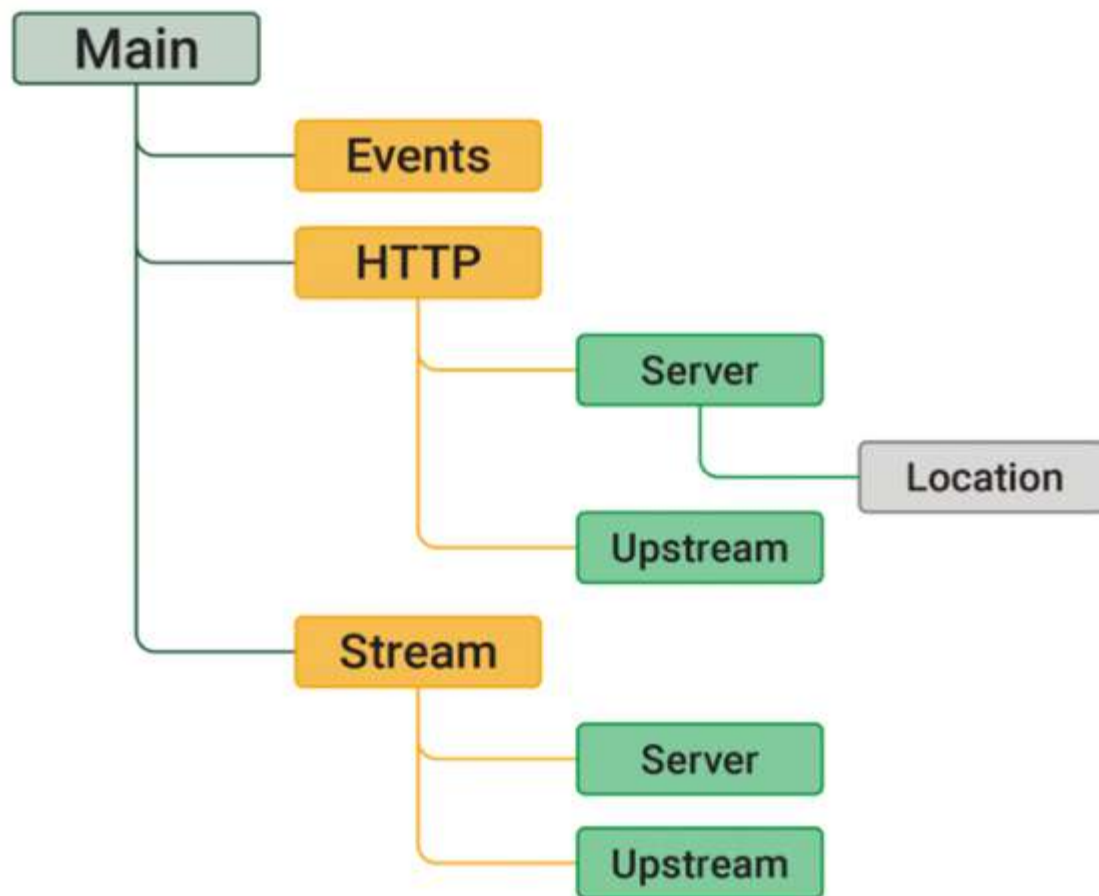 Main
Events
HTTP
Server
Location
Upstream
Stream
Server
Upstream